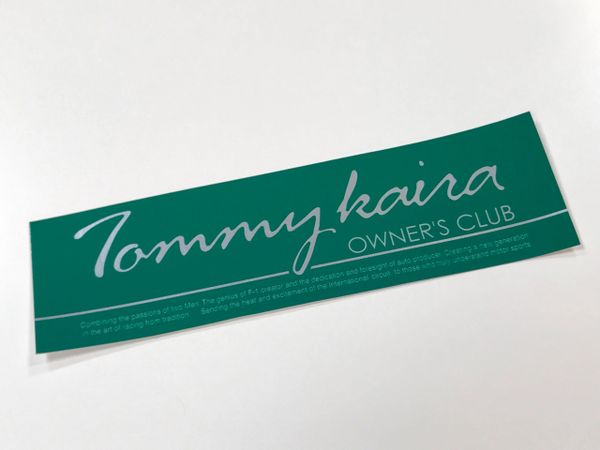 Tommy kaira
OWNER'S CLUB
Combining the passions of two Men. The genius of F-1 creator and the dedication and foresight of auto producer. Creating a new generation
in the art of racing from tradition. Sending the heat and excitement of the international circuit, to those who truly understand motor sports.